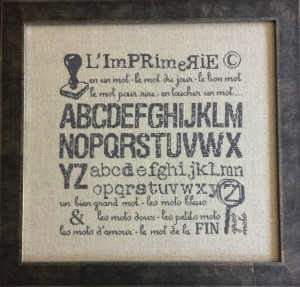 L'ImPRimeRiE ©
en un mot - le mot du jour - le bon mot
le mot pour rire - en toucher un mot...
ABCDEFGHIJKLM
NOPQRSTUVWX
YZ abcdefghijklmn
opqrstuvwxyz
un bien grand mot - les mots bleus
& les mots doux - les petits mots
les mots d'amour - le mot de la FIN
gros mots